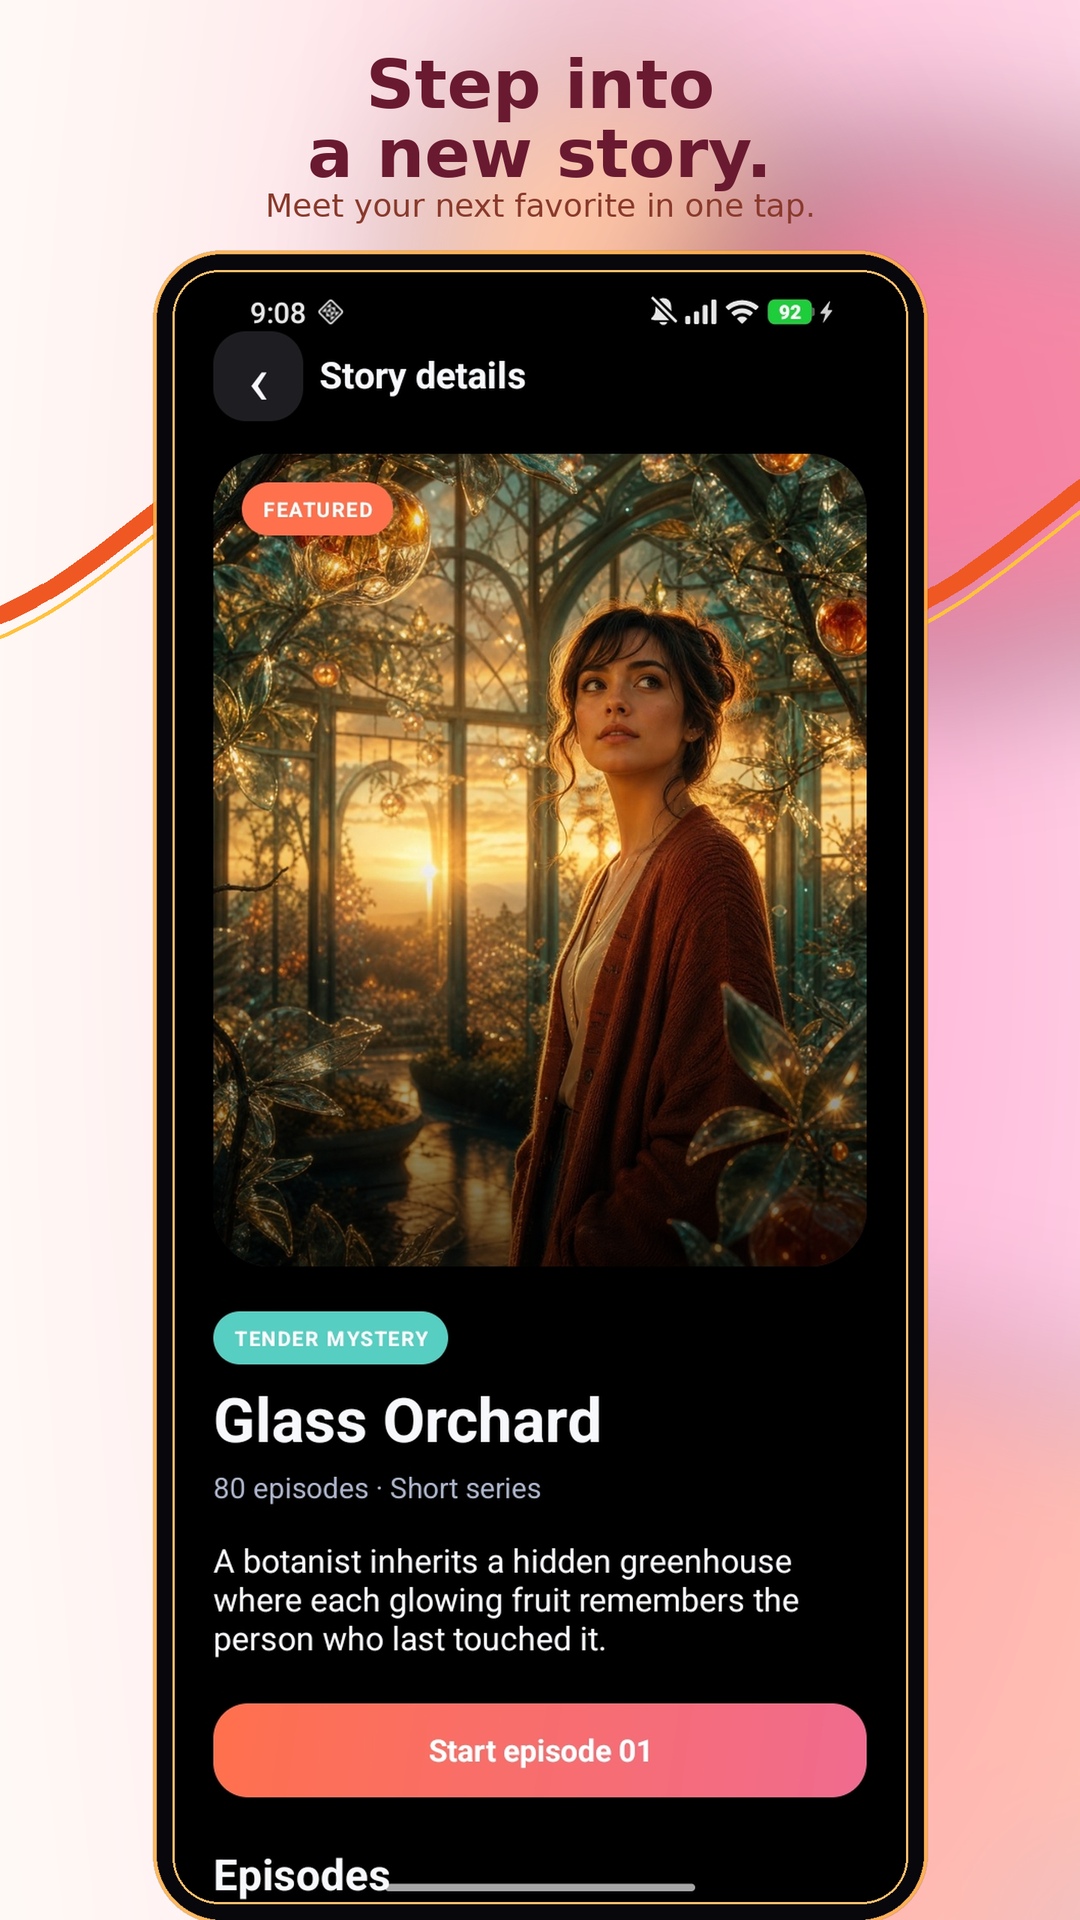 Step into
a new story.
Meet your next favorite in one tap.
9:08
92
Story details
FEATURED
TENDER MYSTERY
Glass Orchard
80 episodes · Short series
A botanist inherits a hidden greenhouse
where each glowing fruit remembers the
person who last touched it.
Start episode 01
Episodes